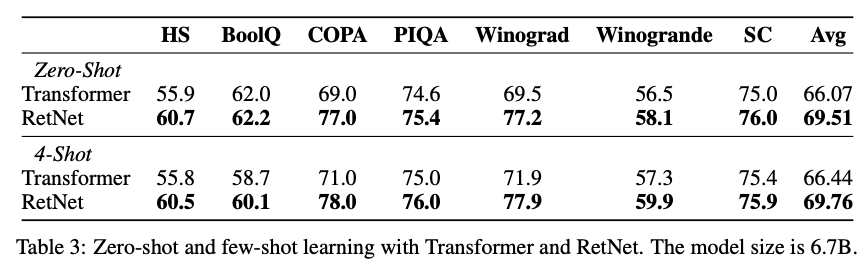 HS BoolQ COPA PIQA Winograd Winogrande SC Avg
Zero-Shot
Transformer 55.9 62.0 69.0 74.6 69.5 56.5 75.0 66.07
RetNet 60.7 62.2 77.0 75.4 77.2 58.1 76.0 69.51
4-Shot
Transformer 55.8 58.7 71.0 75.0 71.9 57.3 75.4 66.44
RetNet 60.5 60.1 78.0 76.0 77.9 59.9 75.9 69.76
Table 3: Zero-shot and few-shot learning with Transformer and RetNet. The model size is 6.7B.